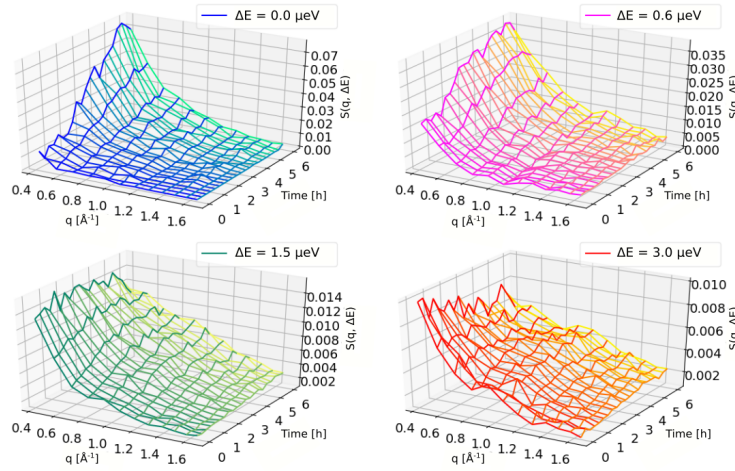 ΔE = 0.0 μeV
0.07
0.06
0.05
0.04
0.03
0.02
0.01
0.00
S(q, ΔE)
0.4 0.6 0.8 1.0 1.2 1.4 1.6
q [Å⁻¹]
0 1 2 3 4 5 6
Time [h]
ΔE = 0.6 μeV
0.035
0.030
0.025
0.020
0.015
0.010
0.005
0.000
S(q, ΔE)
0.4 0.6 0.8 1.0 1.2 1.4 1.6
q [Å⁻¹]
0 1 2 3 4 5 6
Time [h]
ΔE = 1.5 μeV
0.014
0.012
0.010
0.008
0.006
0.004
0.002
S(q, ΔE)
0.4 0.6 0.8 1.0 1.2 1.4 1.6
q [Å⁻¹]
0 1 2 3 4 5 6
Time [h]
ΔE = 3.0 μeV
0.010
0.008
0.006
0.004
0.002
S(q, ΔE)
0.4 0.6 0.8 1.0 1.2 1.4 1.6
q [Å⁻¹]
0 1 2 3 4 5 6
Time [h]